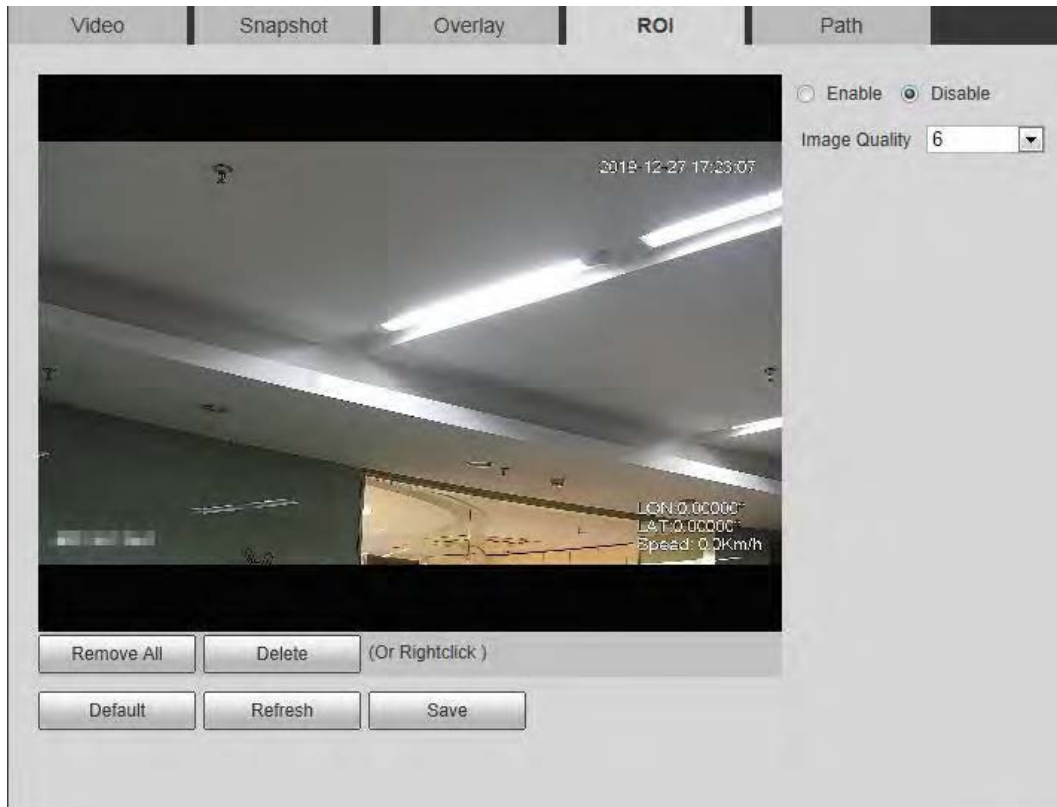 Video Snapshot Overlay ROI Path
Enable Disable
Image Quality 6
2019-12-27 17:23:07
LON:0.00000°
LAT:0.00000°
Speed: 0.0Km/h
Remove All Delete (Or Rightclick )
Default Refresh Save